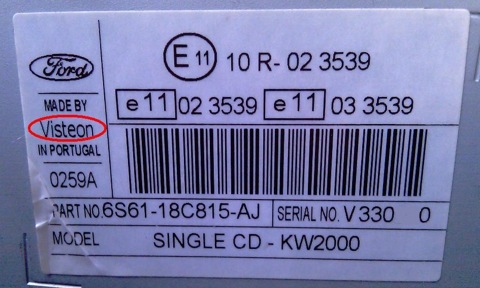 Ford
E 11 10 R- 02 3539
MADE BY
Visteon
IN PORTUGAL
e 11 02 3539 e 11 03 3539
0259A
PART NO. 6S61-18C815-AJ SERIAL NO. V 330 0
MODEL SINGLE CD - KW2000